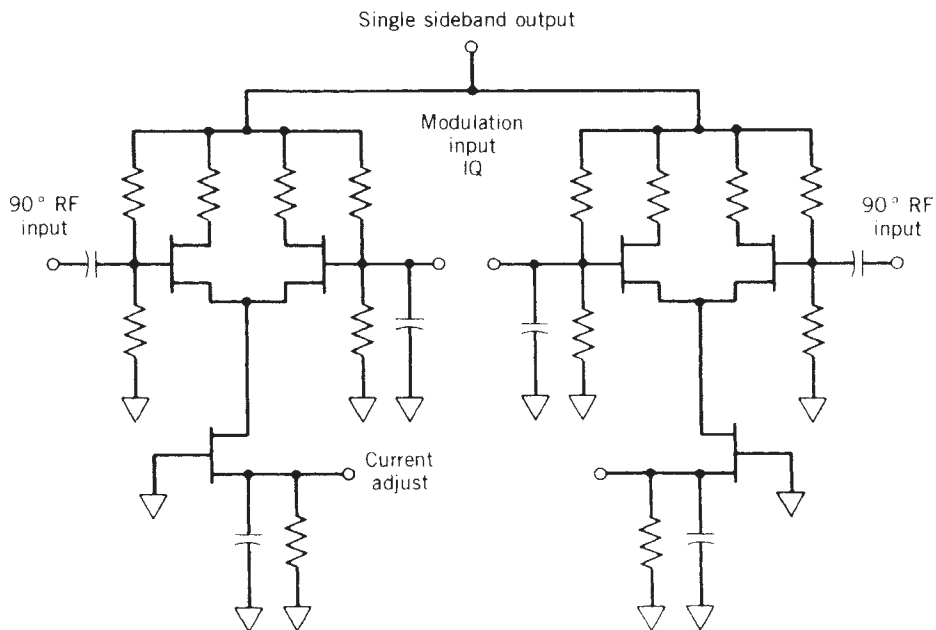 Single sideband output
Modulation
input
IQ
90° RF
input
90° RF
input
Current
adjust